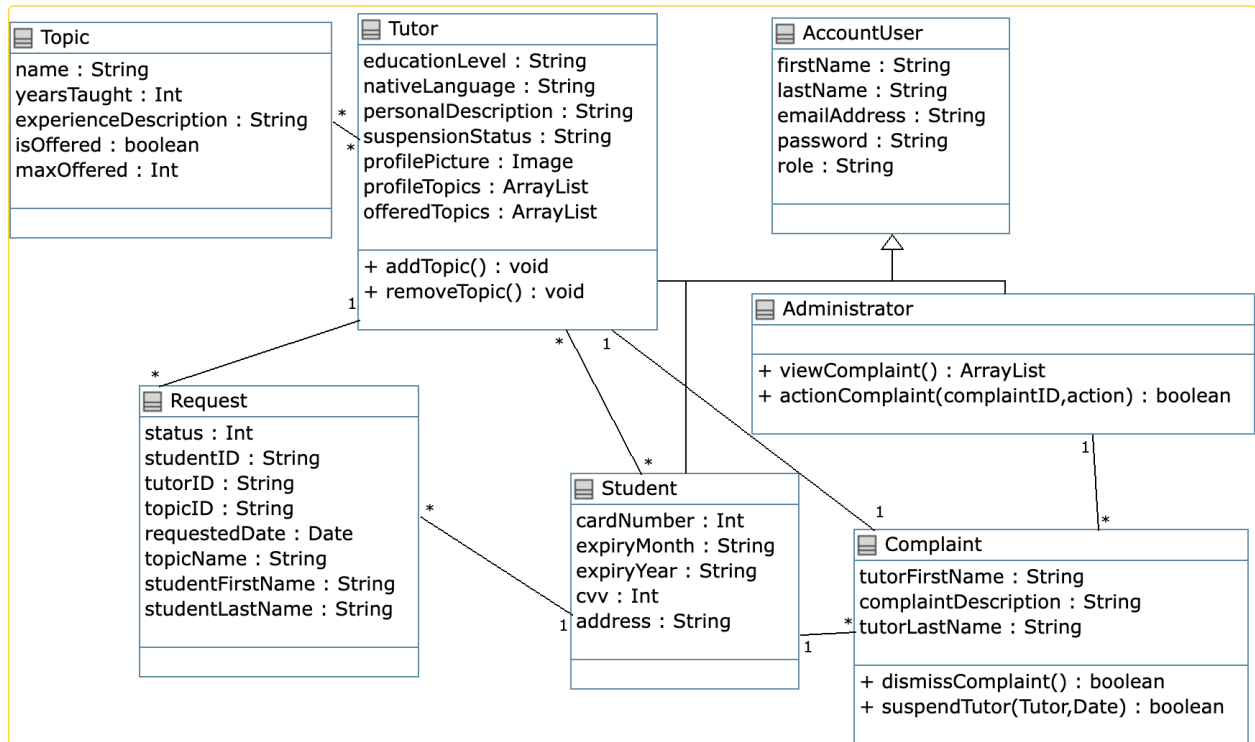 Topic
name : String
yearsTaught : Int
experienceDescription : String
isOffered : boolean
maxOffered : Int
Tutor
educationLevel : String
nativeLanguage : String
personalDescription : String
suspensionStatus : String
profilePicture : Image
profileTopics : ArrayList
offeredTopics : ArrayList
+ addTopic() : void
+ removeTopic() : void
AccountUser
firstName : String
lastName : String
emailAddress : String
password : String
role : String
*
*
1
*
*
*
1
1
Administrator
+ viewComplaint() : ArrayList
+ actionComplaint(complaintID,action) : boolean
1
*
Request
status : Int
studentID : String
tutorID : String
topicID : String
requestedDate : Date
topicName : String
studentFirstName : String
studentLastName : String
*
1
Student
cardNumber : Int
expiryMonth : String
expiryYear : String
cvv : Int
address : String
1
*
Complaint
tutorFirstName : String
complaintDescription : String
tutorLastName : String
+ dismissComplaint() : boolean
+ suspendTutor(Tutor,Date) : boolean